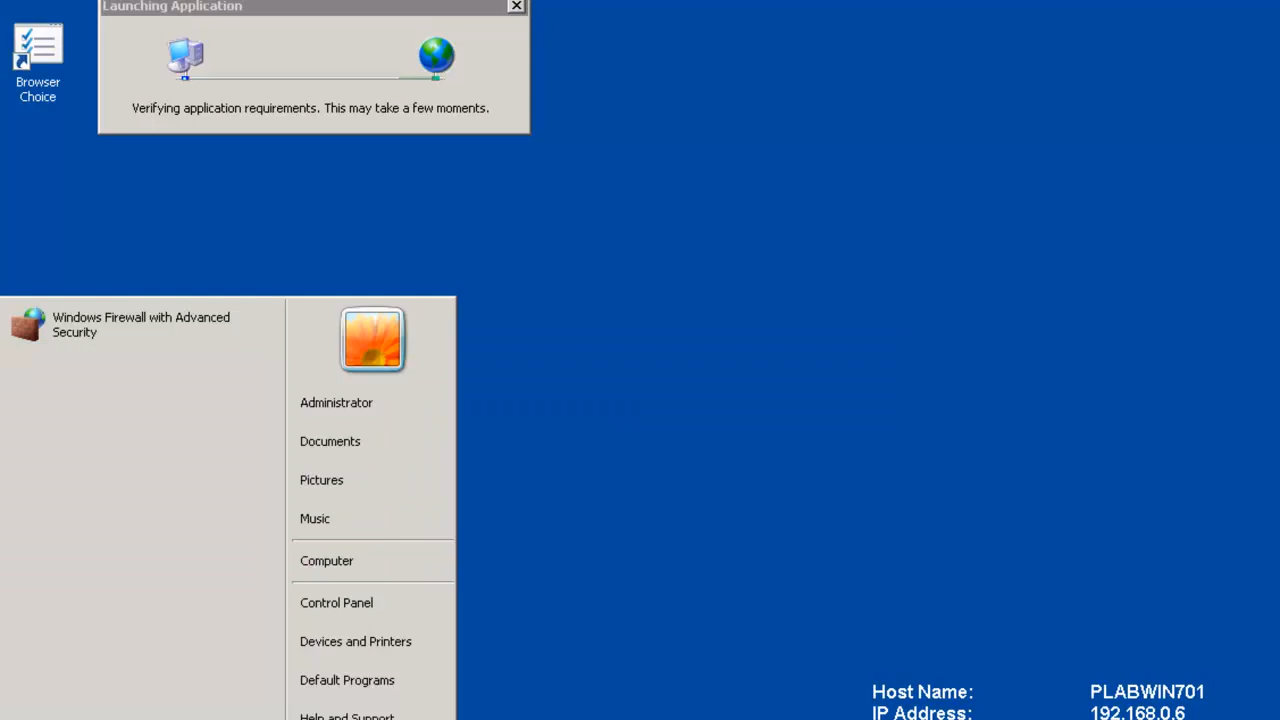 Launching Application
Browser
Choice
Verifying application requirements. This may take a few moments.
Windows Firewall with Advanced
Security
Administrator
Documents
Pictures
Music
Computer
Control Panel
Devices and Printers
Default Programs
Help and Support
Host Name: PLABWIN701
IP Address: 192.168.0.6